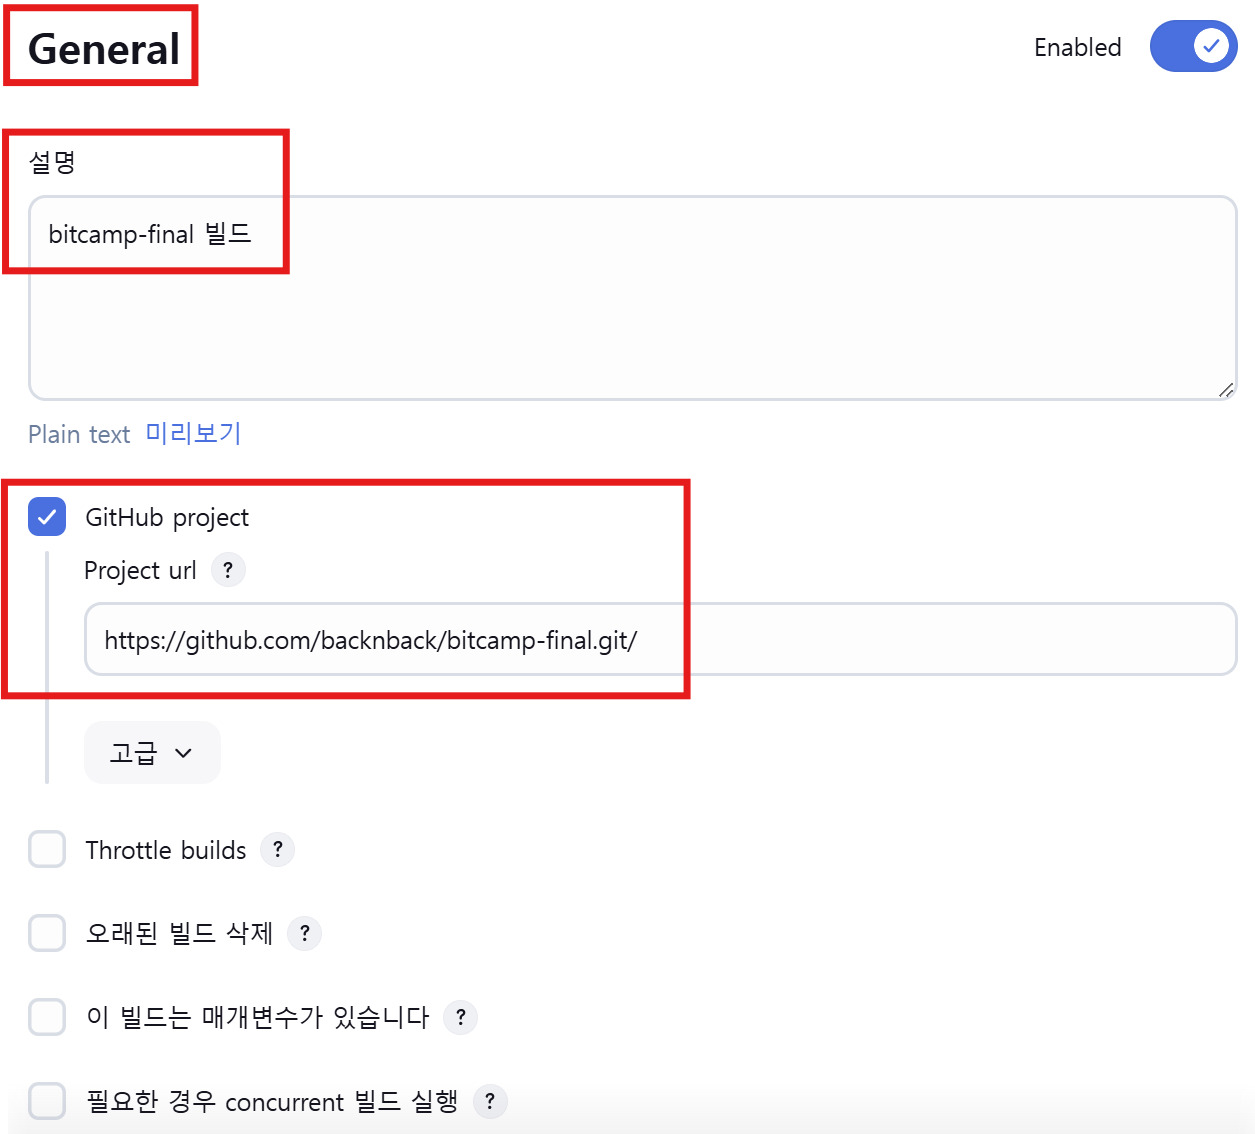 General
Enabled
설명
bitcamp-final 빌드
Plain text 미리보기
GitHub project
Project url ?
https://github.com/backnback/bitcamp-final.git/
고급
Throttle builds ?
오래된 빌드 삭제 ?
이 빌드는 매개변수가 있습니다 ?
필요한 경우 concurrent 빌드 실행 ?